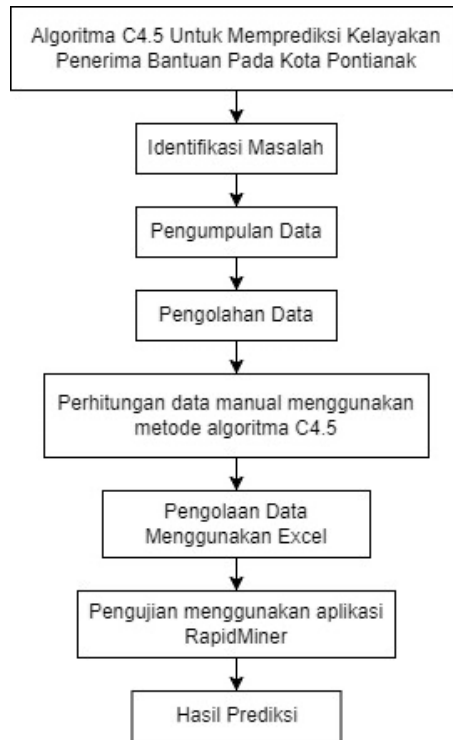 Algoritma C4.5 Untuk Memprediksi Kelayakan
Penerima Bantuan Pada Kota Pontianak
Identifikasi Masalah
Pengumpulan Data
Pengolahan Data
Perhitungan data manual menggunakan
metode algoritma C4.5
Pengolaan Data
Menggunakan Excel
Pengujian menggunakan aplikasi
RapidMiner
Hasil Prediksi